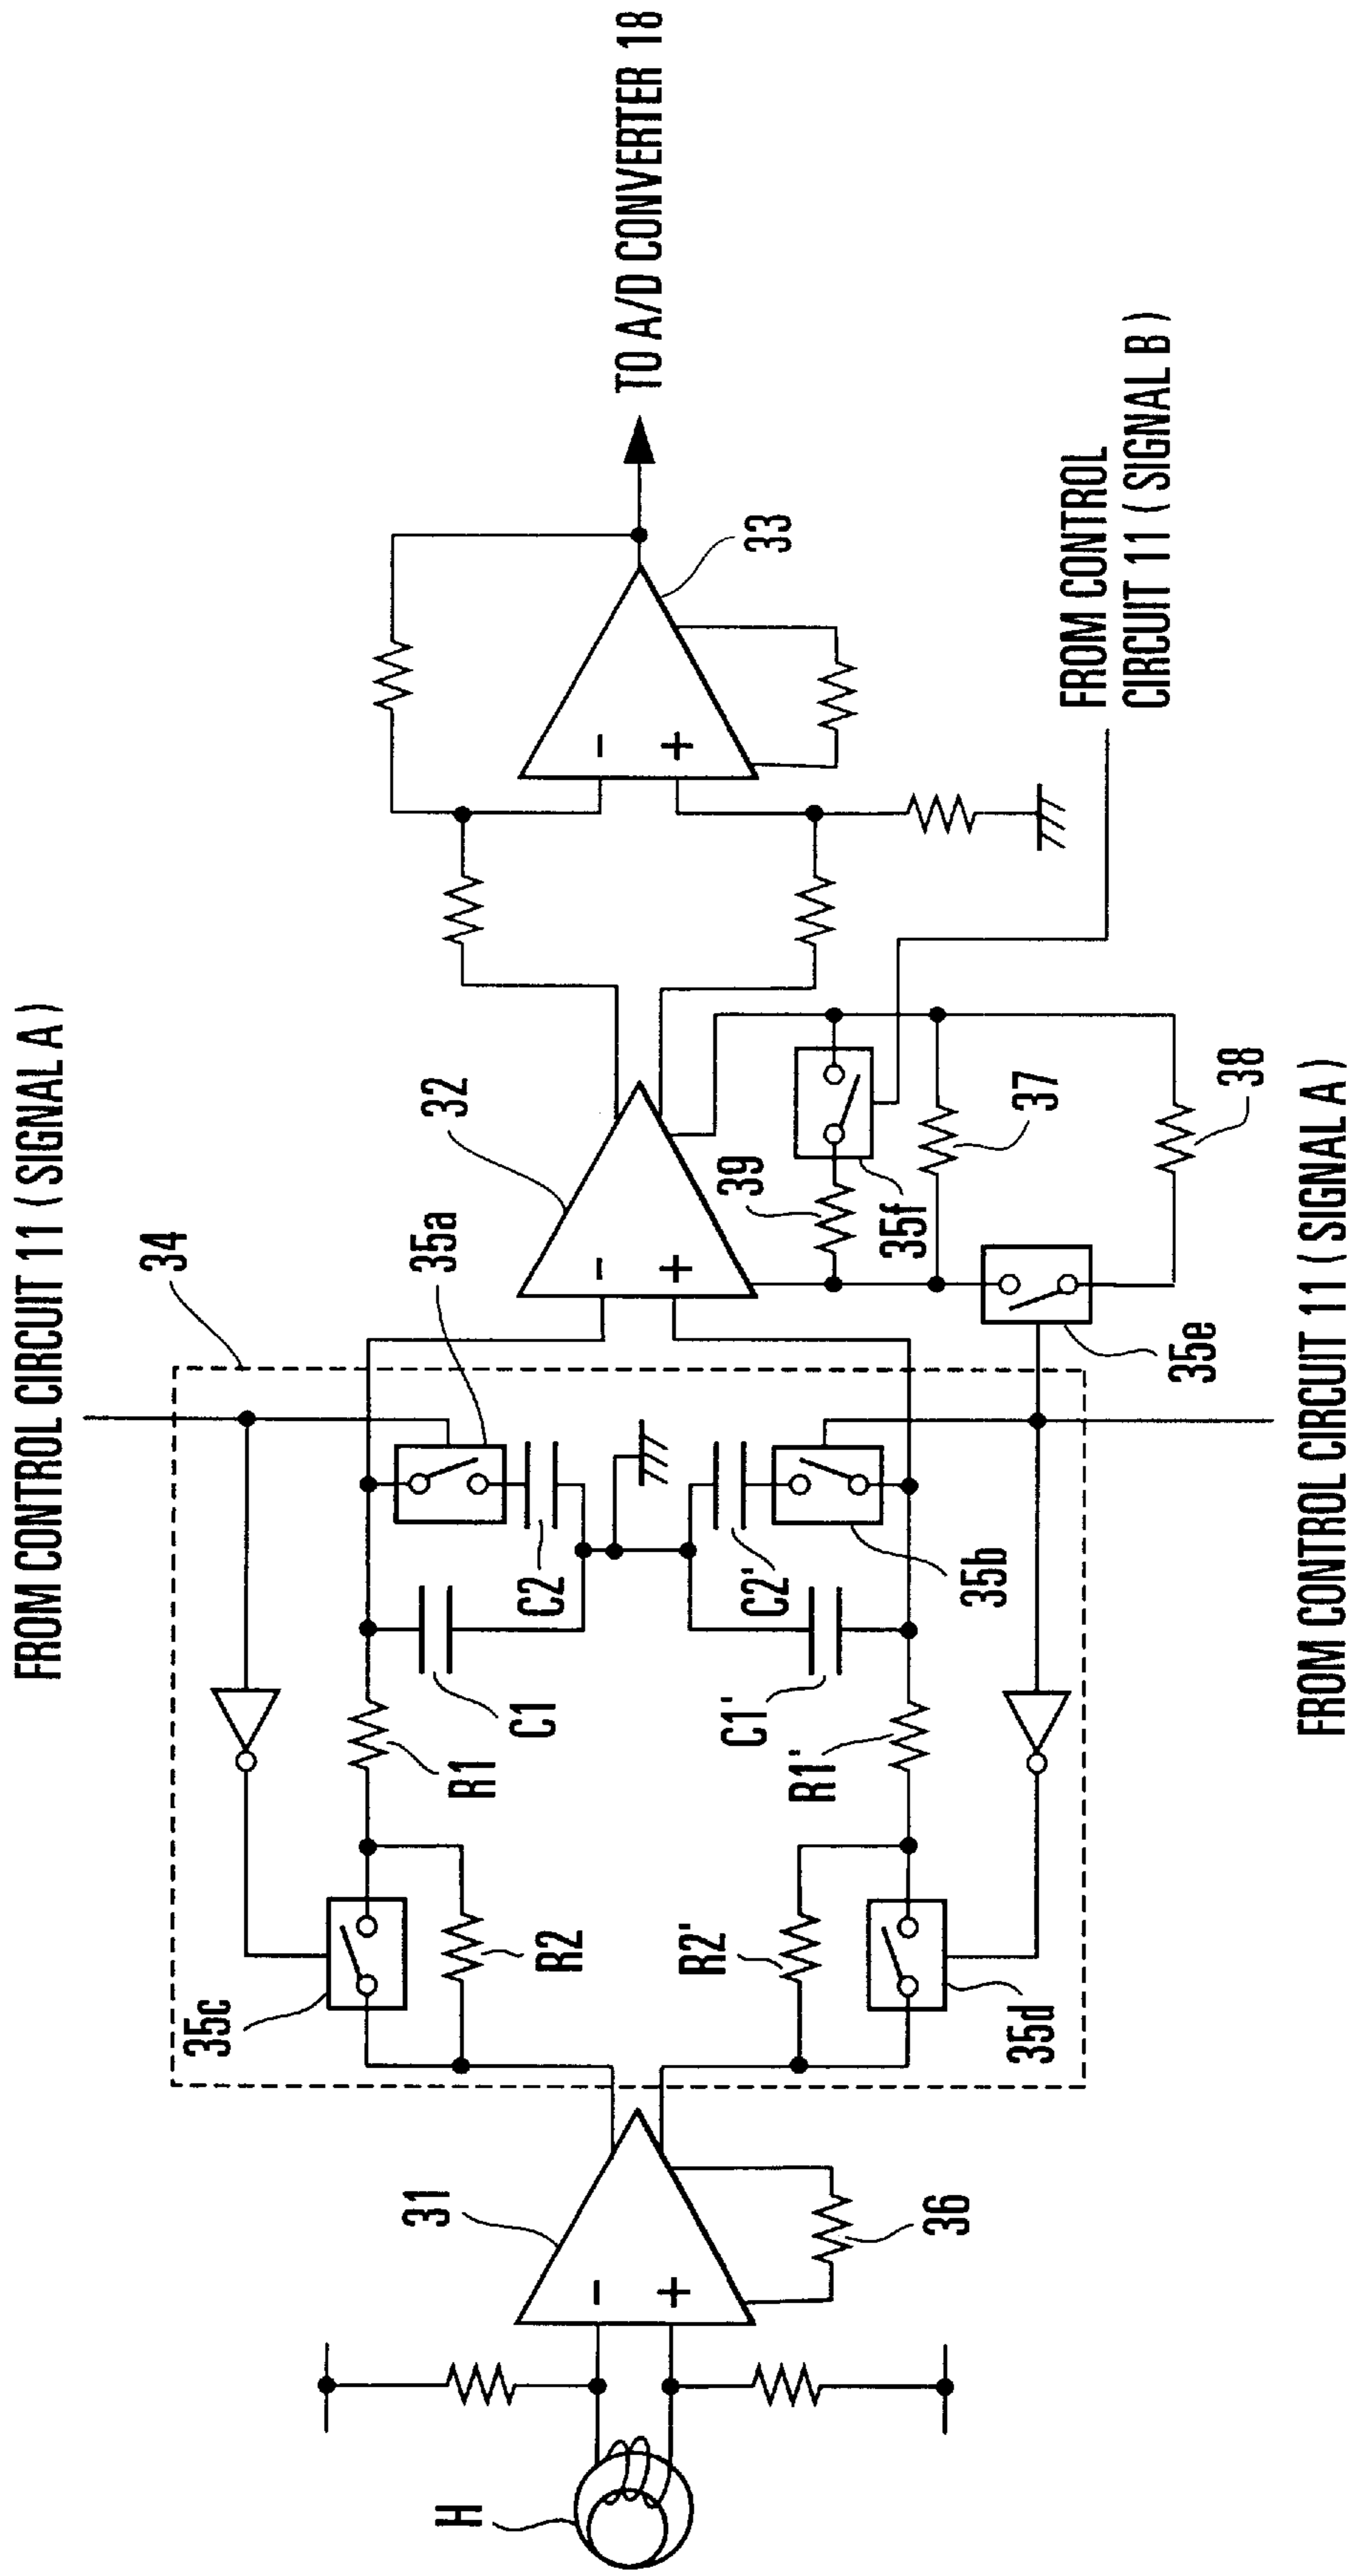 FROM CONTROL CIRCUIT 11 ( SIGNAL A )
34
35c
R2
R1
C1
C2
35a
H
31
36
R2'
35d
R1'
C1'
C2'
35b
-
+
-
+
-
+
32
39
35f
37
38
35e
33
TO A/D CONVERTER 18
FROM CONTROL
CIRCUIT 11 ( SIGNAL B )
FROM CONTROL CIRCUIT 11 ( SIGNAL A )